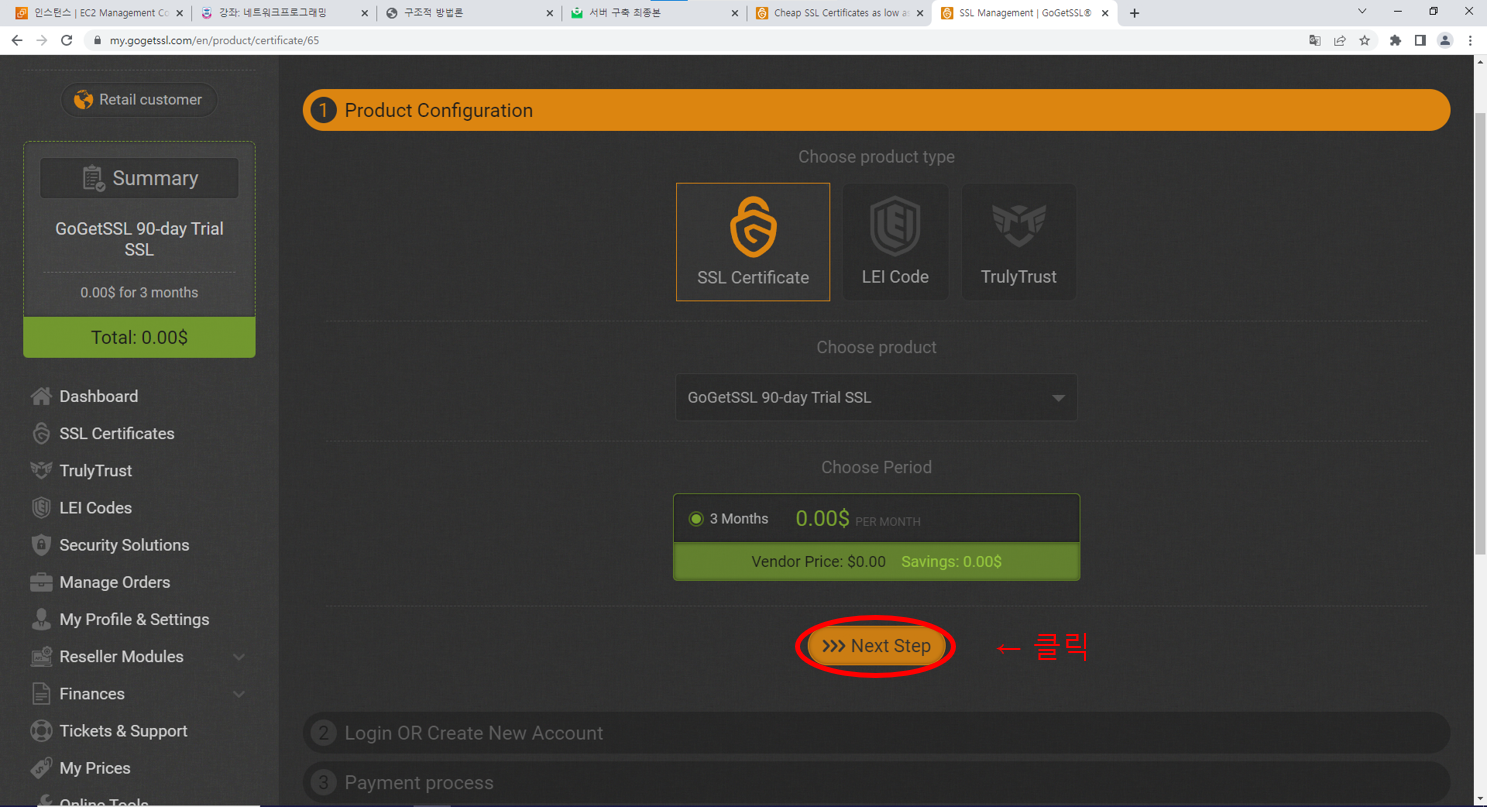 인스턴스 | EC2 Management Co
강좌: 네트워크프로그래밍
구조적 방법론
서버 구축 최종본
Cheap SSL Certificates as low as
SSL Management | GoGetSSL®
my.gogetssl.com/en/product/certificate/65
Retail customer
Summary
GoGetSSL 90-day Trial
SSL
0.00$ for 3 months
Total: 0.00$
Dashboard
SSL Certificates
TrulyTrust
LEI Codes
Security Solutions
Manage Orders
My Profile & Settings
Reseller Modules
Finances
Tickets & Support
My Prices
Online Tools
1 Product Configuration
Choose product type
SSL Certificate
LEI Code
TrulyTrust
Choose product
GoGetSSL 90-day Trial SSL
Choose Period
3 Months 0.00$ PER MONTH
Vendor Price: $0.00 Savings: 0.00$
Next Step
← 클릭
2 Login OR Create New Account
3 Payment process